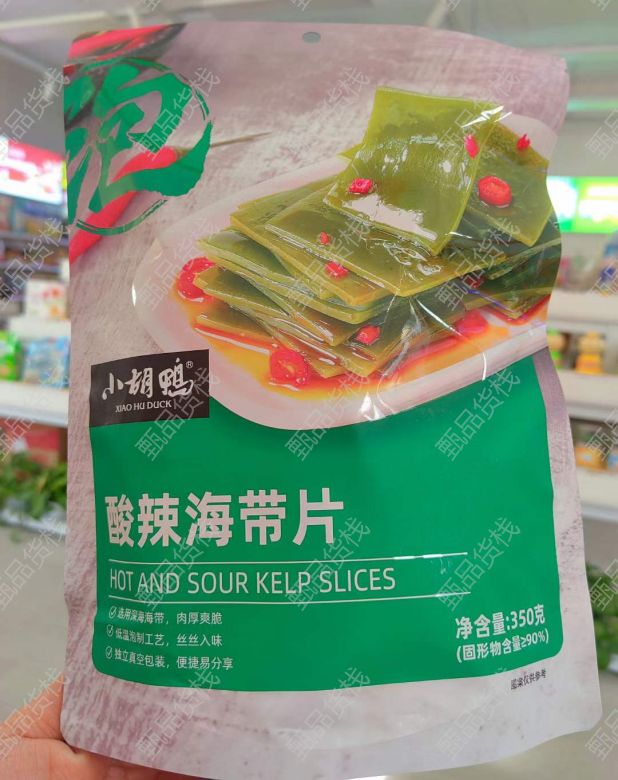 泡
小胡鸭®
XIAO HU DUCK
酸辣海带片
HOT AND SOUR KELP SLICES
选用深海海带，肉厚爽脆
低温泡制工艺，丝丝入味
独立真空包装，便捷易分享
净含量:350克
(固形物含量≥90%)
图案仅供参考
甄品货栈